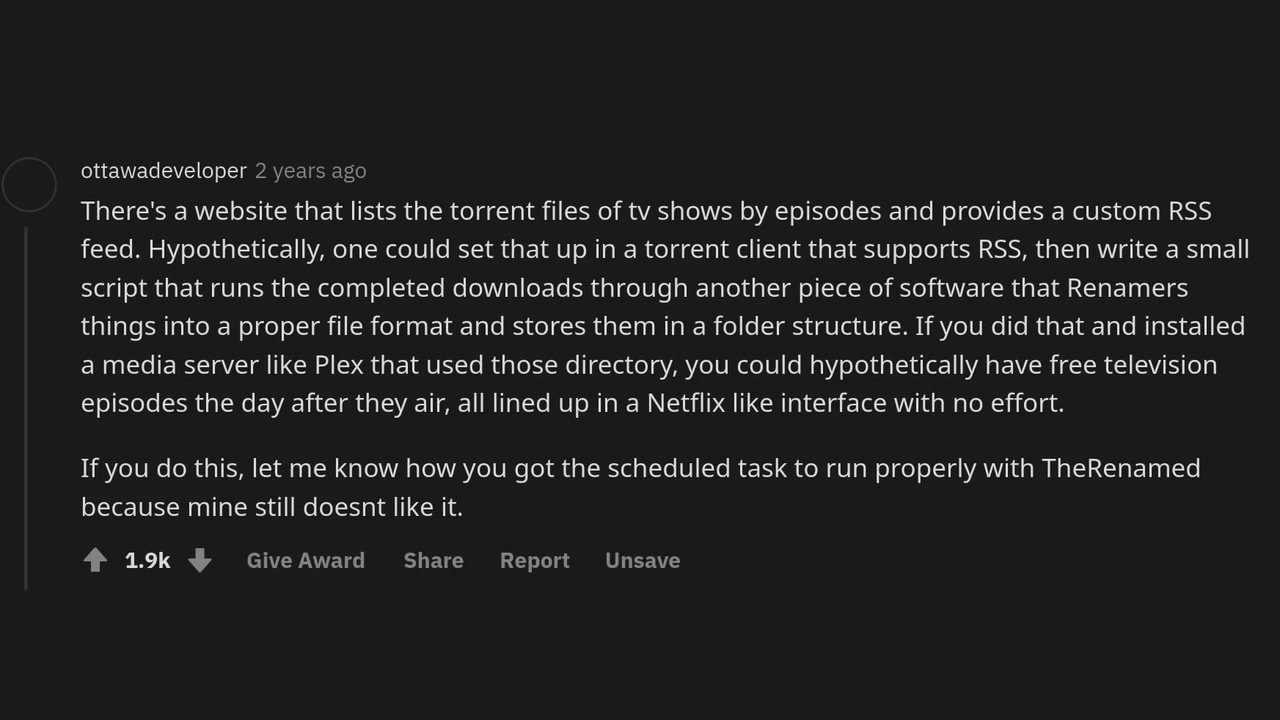 ottawadeveloper 2 years ago
There's a website that lists the torrent files of tv shows by episodes and provides a custom RSS
feed. Hypothetically, one could set that up in a torrent client that supports RSS, then write a small
script that runs the completed downloads through another piece of software that Renamers
things into a proper file format and stores them in a folder structure. If you did that and installed
a media server like Plex that used those directory, you could hypothetically have free television
episodes the day after they air, all lined up in a Netflix like interface with no effort.
If you do this, let me know how you got the scheduled task to run properly with TheRenamed
because mine still doesnt like it.
1.9k Give Award Share Report Unsave